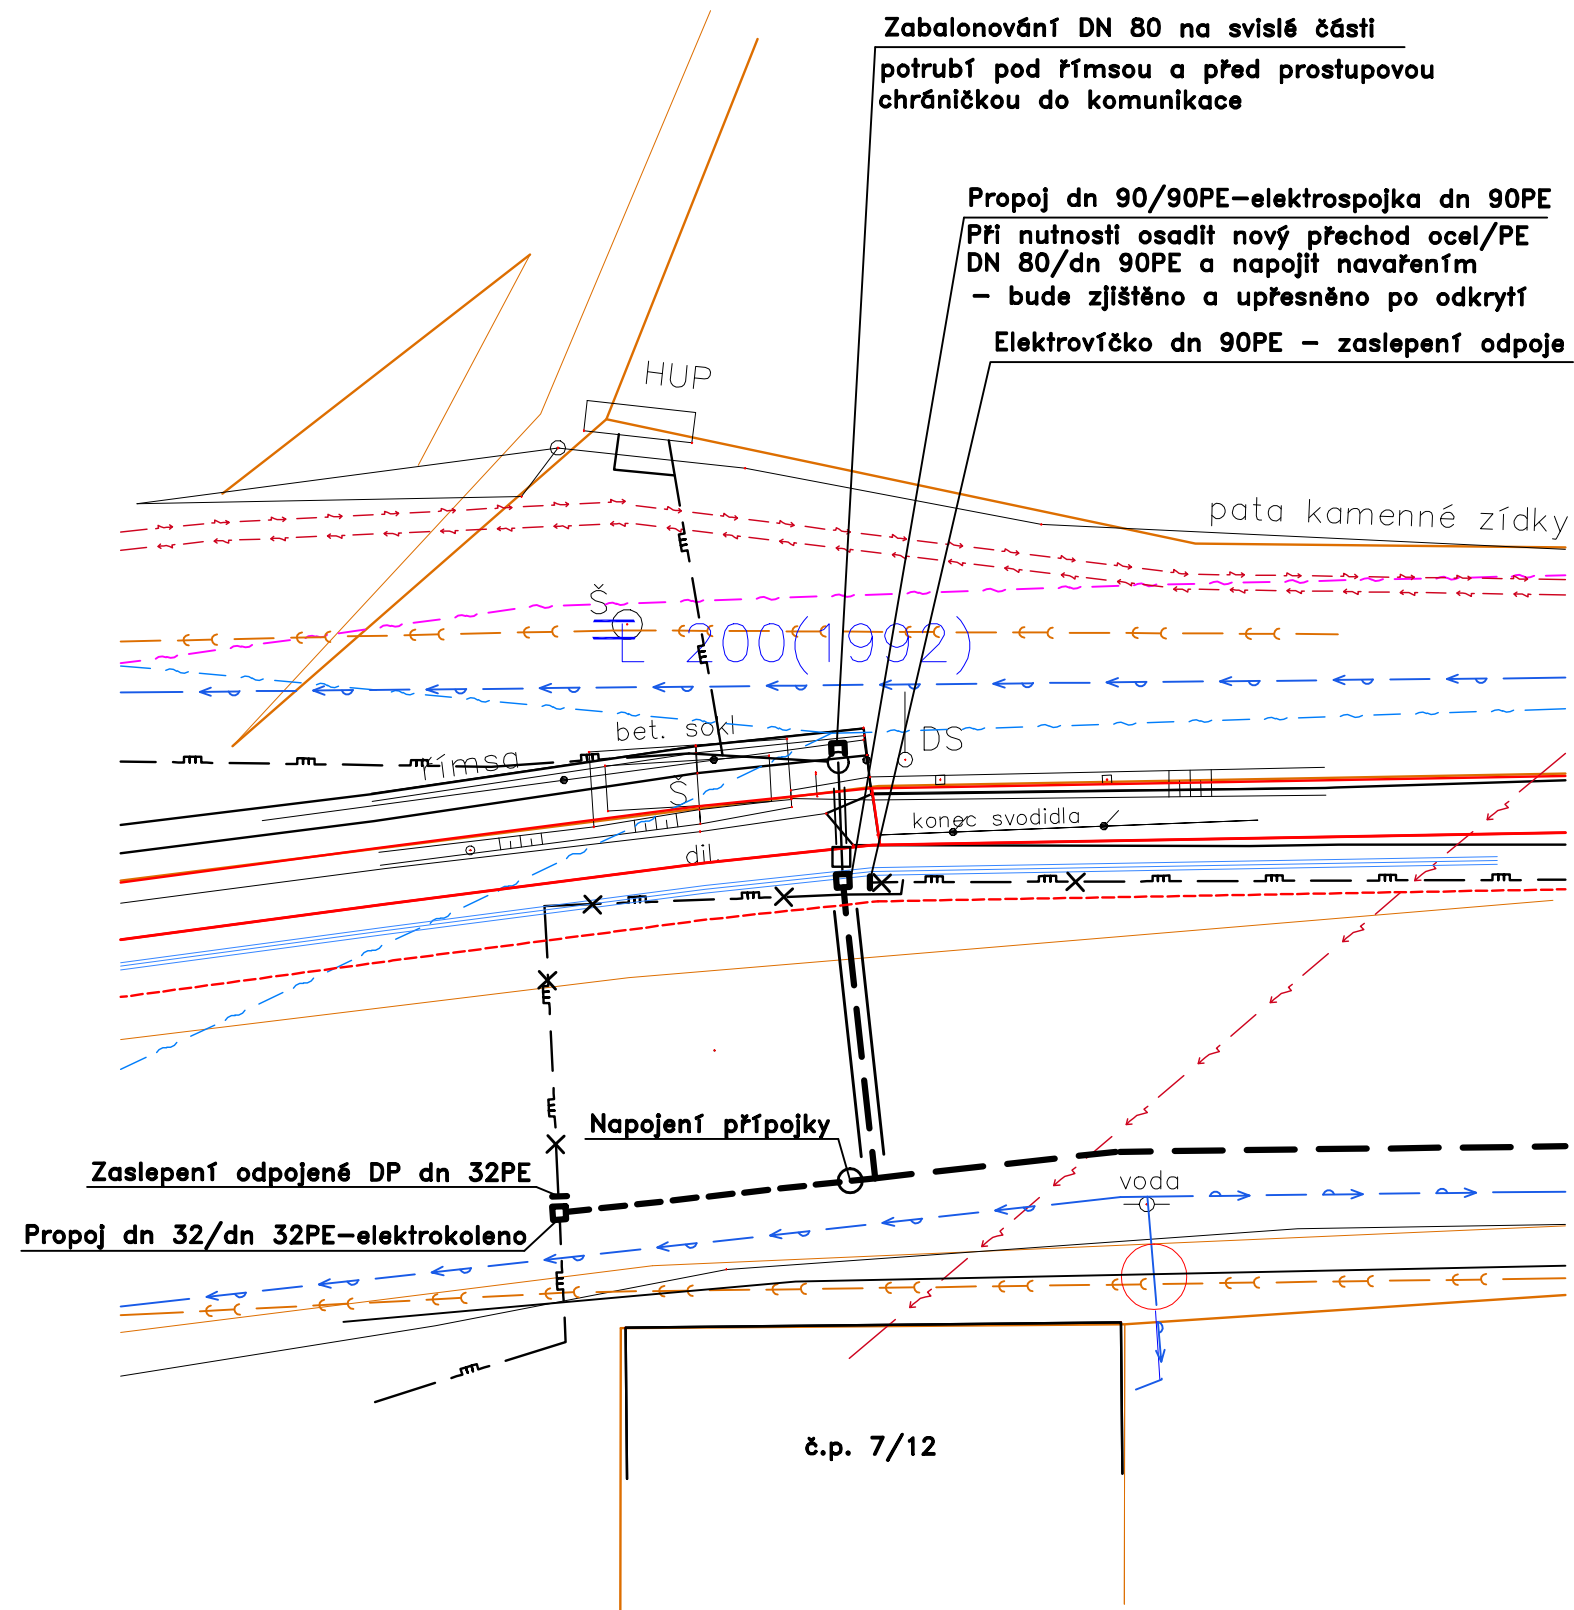 Zabalonování DN 80 na svislé části
potrubí pod římsou a před prostupovou
chráničkou do komunikace
Propoj dn 90/90PE-elektrospojka dn 90PE
Při nutnosti osadit nový přechod ocel/PE
DN 80/dn 90PE a napojit navařením
- bude zjištěno a upřesněno po odkrytí
Elektrovíčko dn 90PE - zaslepení odpoje
HUP
pata kamenné zídky
Š
L 200(1992)
bet. sokl
DS
římsa
Š
konec svodidla
dil.
Napojení přípojky
Zaslepení odpojené DP dn 32PE
voda
Propoj dn 32/dn 32PE-elektrokoleno
č.p. 7/12